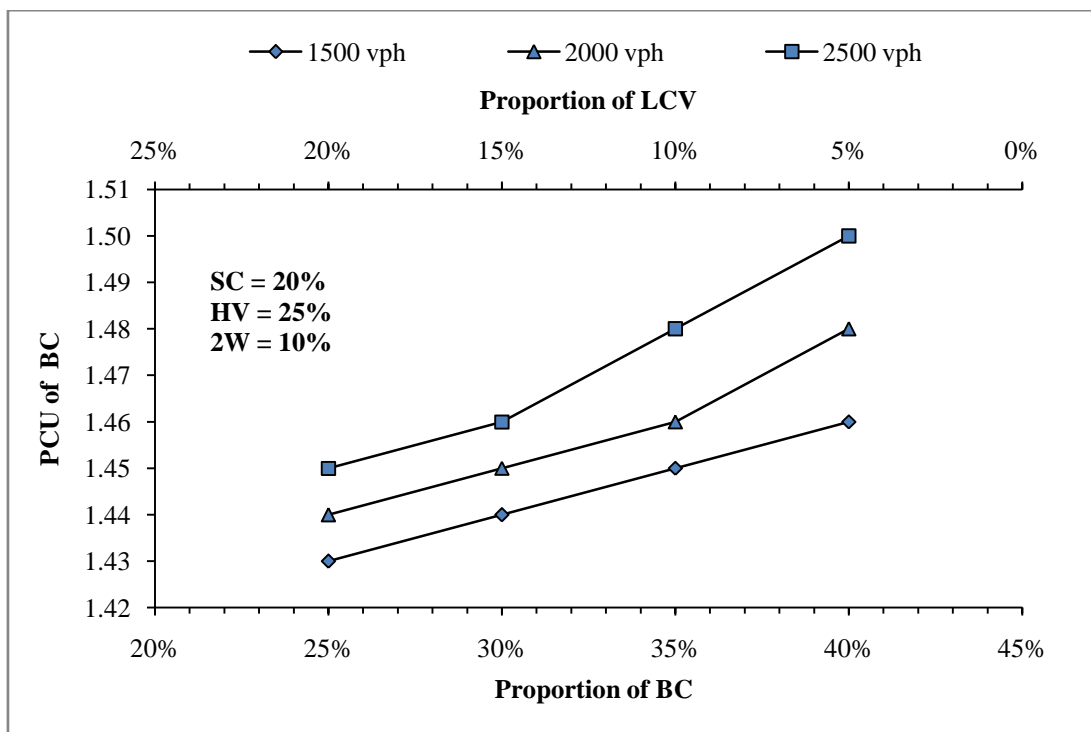 1500 vph 2000 vph 2500 vph
Proportion of LCV
25% 20% 15% 10% 5% 0%
1.51
1.50
1.49
1.48
1.47
1.46
1.45
1.44
1.43
1.42
PCU of BC
SC = 20%
HV = 25%
2W = 10%
20% 25% 30% 35% 40% 45%
Proportion of BC